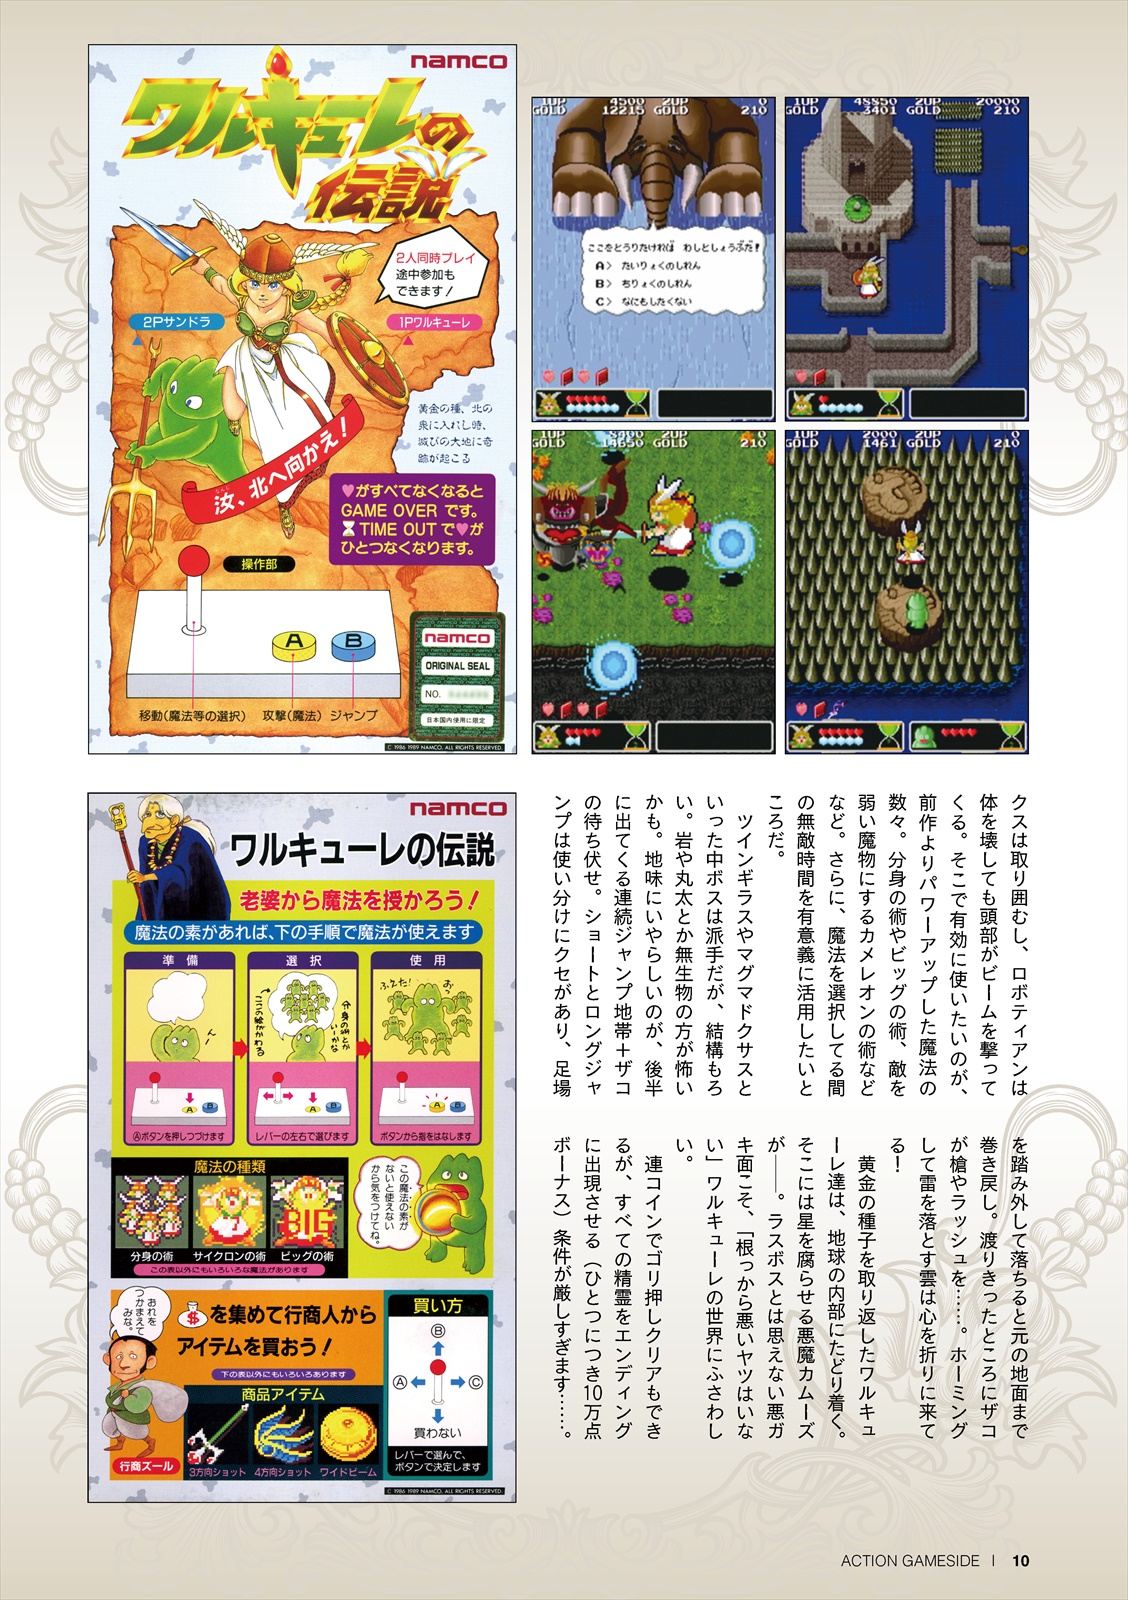 namco
ワルキューレの
伝説
2人同時プレイ
途中参加も
できます！
2Pサンドラ
1Pワルキューレ
黄金の種、北の
泉に入れし時、
滅びの大地に奇
跡が起こる
汝、北へ向かえ！
なんじ
♥がすべてなくなると
GAME OVER です。
⌛TIME OUT で♥が
ひとつなくなります。
操作部
A
B
移動(魔法等の選択)
攻撃(魔法)
ジャンプ
namco
ORIGINAL SEAL
NO.
日本国内使用に限定
© 1986 1989 NAMCO. ALL RIGHTS RESERVED.
1UP 4500 2UP 0
GOLD 12215 GOLD 210
ここをとうりたければ わしとしょうぶだ！
A> たいりょくのしれん
B> ちりょくのしれん
C> なにもしたくない
1UP 48850 2UP 20000
GOLD 3401 GOLD 210
1UP 8400 2UP 0
GOLD 14650 GOLD 210
1UP 2000 2UP 0
GOLD 1461 GOLD 210
クスは取り囲むし、ロボティアンは
体を壊しても頭部がビームを撃って
くる。そこで有効に使いたいのが、
前作よりパワーアップした魔法の
数々。分身の術やビッグの術、敵を
弱い魔物にするカメレオンの術など
など。さらに、魔法を選択してる間
の無敵時間を有意義に活用したいと
ころだ。
ツインギラスやマグマドクサスと
いった中ボスは派手だが、結構もろ
い。岩や丸太とか無生物の方が怖い
かも。地味にいやらしいのが、後半
に出てくる連続ジャンプ地帯＋ザコ
の待ち伏せ。ショートとロングジャ
ンプは使い分けにクセがあり、足場
を踏み外して落ちると元の地面まで
巻き戻し。渡りきったところにザコ
が槍やラッシュを……。ホーミング
して雷を落とす雲は心を折りに来て
る！
黄金の種子を取り返したワルキュ
ーレ達は、地球の内部にたどり着く。
そこには星を腐らせる悪魔カムーズ
が――。ラスボスとは思えない悪ガ
キ面こそ、「根っから悪いヤツはいな
い」ワルキューレの世界にふさわし
い。
連コインでゴリ押しクリアもでき
るが、すべての精霊をエンディング
に出現させる（ひとつにつき10万点
ボーナス）条件が厳しすぎます……。
namco
ワルキューレの伝説
老婆から魔法を授かろう！
魔法の素があれば、下の手順で魔法が使えます
準備
選択
使用
んー
分身の術とか
いーかな
ここの絵がかわる
おっ
ふえた！
A
B
A
B
A
B
Ⓐボタンを押しつづけます
レバーの左右で選びます
ボタンから指をはなします
魔法の種類
BIG
分身の術
サイクロンの術
ビッグの術
この表以外にもいろいろな魔法があります
この魔法の素が
ないと使えない
から気をつけてね。
おれを
つかまえて
みな。
行商ズール
$を集めて行商人から
アイテムを買おう！
下の表以外にもいろいろあります
商品アイテム
3方向ショット
4方向ショット
ワイドビーム
買い方
Ⓑ
Ⓐ
Ⓒ
買わない
レバーで選んで、
ボタンで決定します
© 1986 1989 NAMCO. ALL RIGHTS RESERVED.
ACTION GAMESIDE | 10